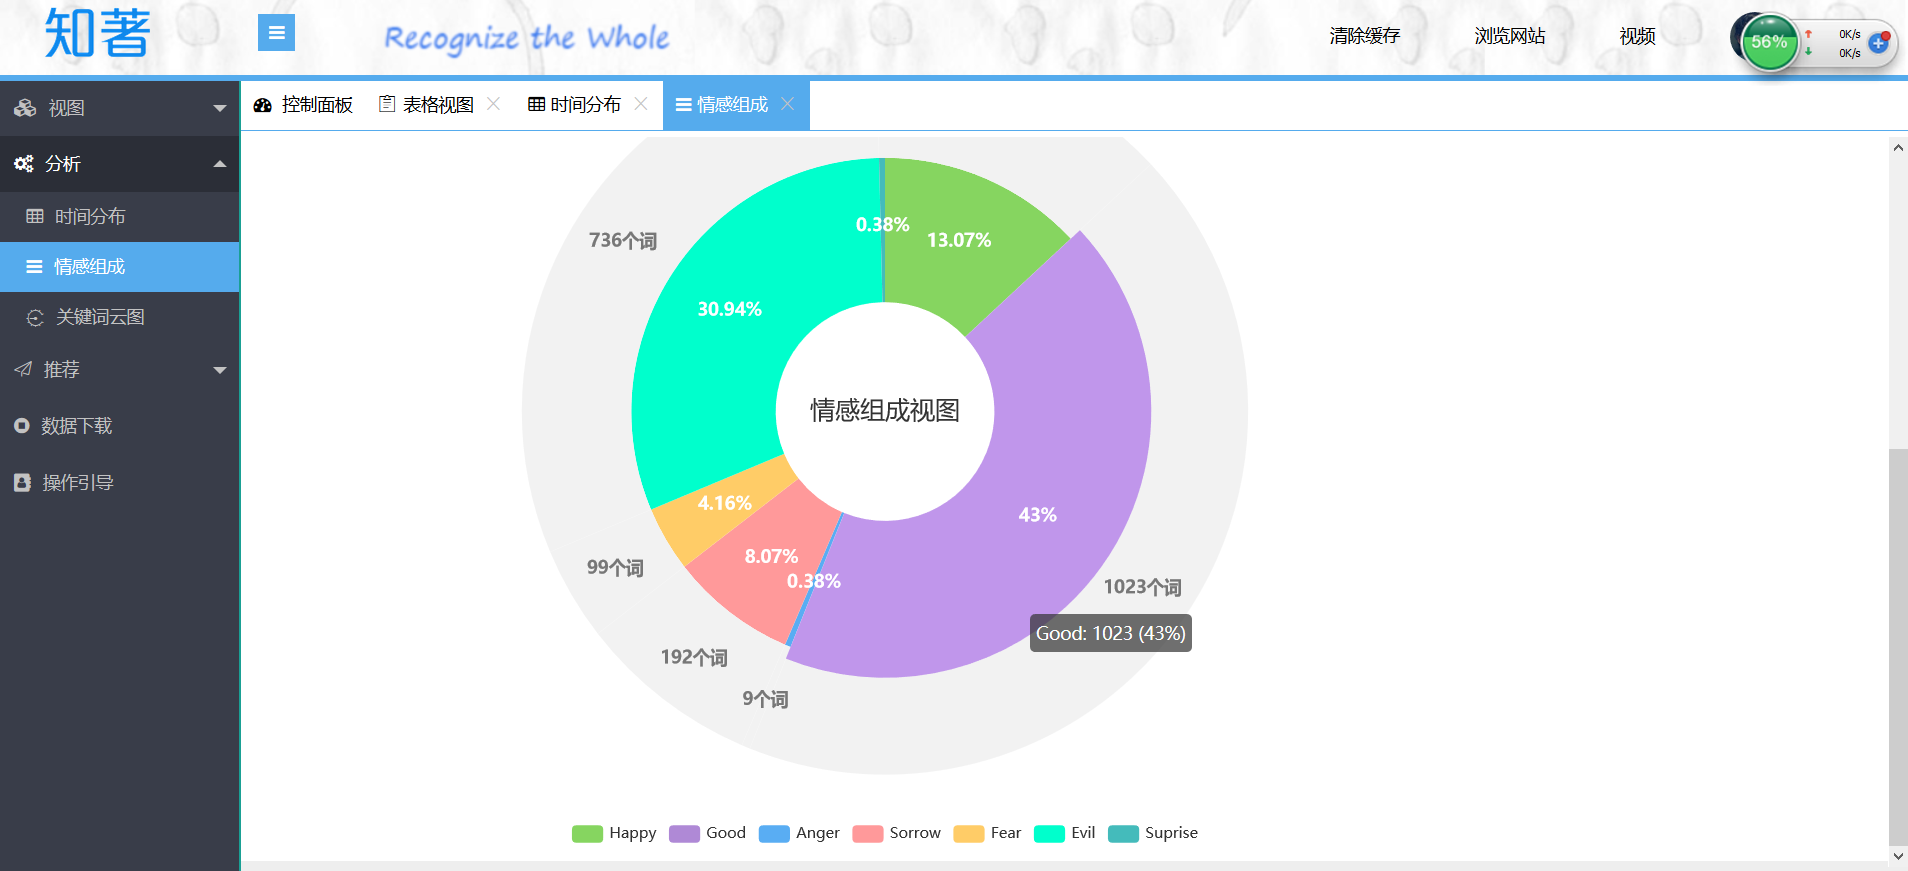 知著
Recognize the Whole
清除缓存
浏览网站
视频
56%
0K/s
0K/s
视图
分析
时间分布
情感组成
关键词云图
推荐
数据下载
操作引导
控制面板
表格视图
时间分布
情感组成
736个词
0.38%
13.07%
30.94%
情感组成视图
4.16%
43%
8.07%
0.38%
99个词
1023个词
Good: 1023 (43%)
192个词
9个词
Happy
Good
Anger
Sorrow
Fear
Evil
Suprise